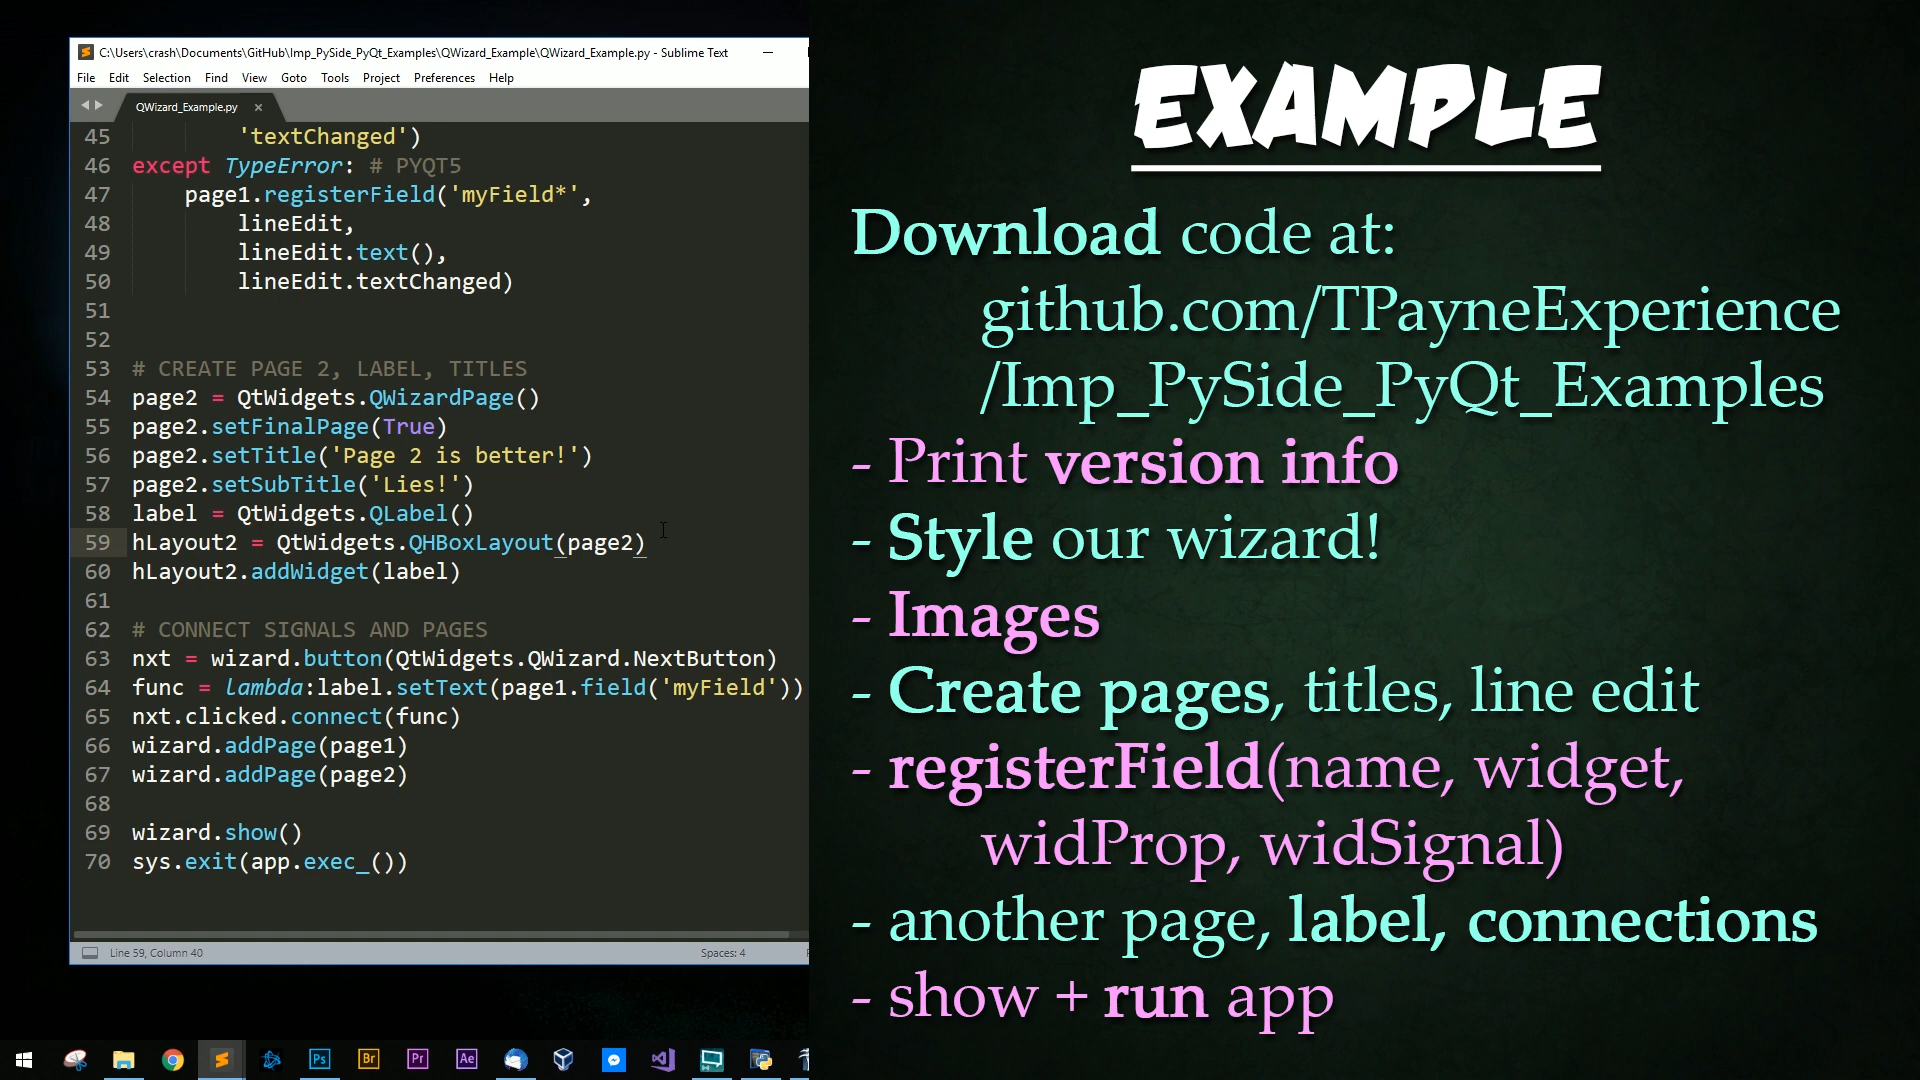 C:\Users\crash\Documents\GitHub\Imp_PySide_PyQt_Examples\QWizard_Example\QWizard_Example.py - Sublime Text
File Edit Selection Find View Goto Tools Project Preferences Help
QWizard_Example.py
45 'textChanged')
46 except TypeError: # PYQT5
47 page1.registerField('myField*',
48 lineEdit,
49 lineEdit.text(),
50 lineEdit.textChanged)
51
52
53 # CREATE PAGE 2, LABEL, TITLES
54 page2 = QtWidgets.QWizardPage()
55 page2.setFinalPage(True)
56 page2.setTitle('Page 2 is better!')
57 page2.setSubTitle('Lies!')
58 label = QtWidgets.QLabel()
59 hLayout2 = QtWidgets.QHBoxLayout(page2)
60 hLayout2.addWidget(label)
61
62 # CONNECT SIGNALS AND PAGES
63 nxt = wizard.button(QtWidgets.QWizard.NextButton)
64 func = lambda:label.setText(page1.field('myField'))
65 nxt.clicked.connect(func)
66 wizard.addPage(page1)
67 wizard.addPage(page2)
68
69 wizard.show()
70 sys.exit(app.exec_())
Line 59, Column 40 Spaces: 4
EXAMPLE
Download code at:
github.com/TPayneExperience
/Imp_PySide_PyQt_Examples
- Print version info
- Style our wizard!
- Images
- Create pages, titles, line edit
- registerField(name, widget,
widProp, widSignal)
- another page, label, connections
- show + run app
Ps Br Pr Ae